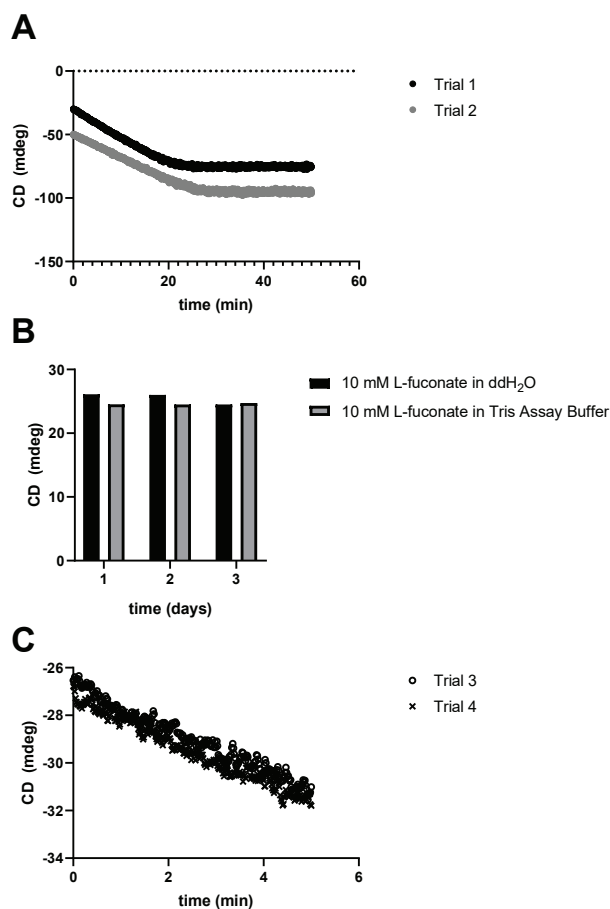 A
0
-50
-100
-150
CD (mdeg)
0 20 40 60
time (min)
Trial 1
Trial 2
B
30
20
10
0
CD (mdeg)
1 2 3
time (days)
10 mM L-fuconate in ddH₂O
10 mM L-fuconate in Tris Assay Buffer
C
-26
-28
-30
-32
-34
CD (mdeg)
0 2 4 6
time (min)
Trial 3
Trial 4